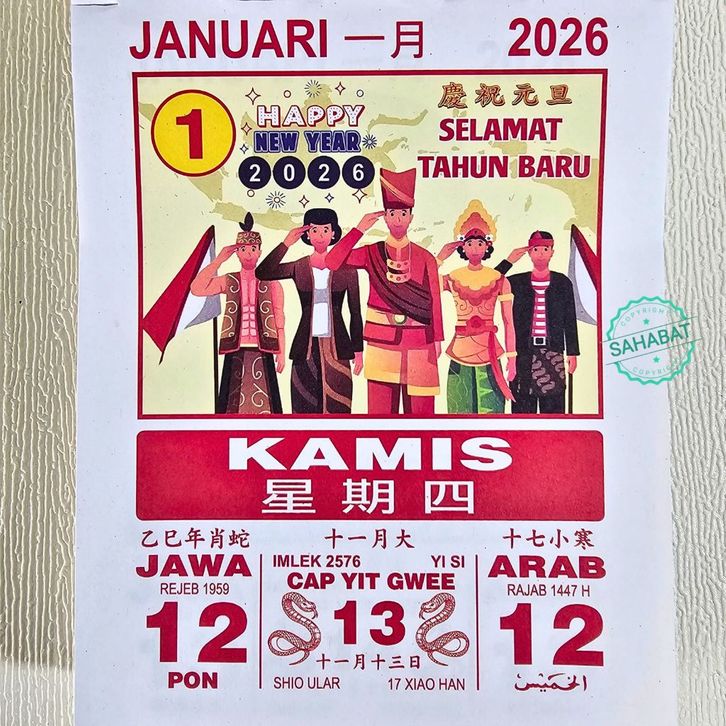 JANUARI 一月 2026
1
HAPPY
NEW YEAR
2026
慶祝元旦
SELAMAT
TAHUN BARU
COPYRIGHT
SAHABAT
COPYRIGHT
KAMIS
星期四
乙巳年肖蛇
JAWA
REJEB 1959
12
PON
十一月大
IMLEK 2576 YI SI
CAP YIT GWEE
13
十一月十三日
SHIO ULAR 17 XIAO HAN
十七小寒
ARAB
RAJAB 1447 H
12
الخميس